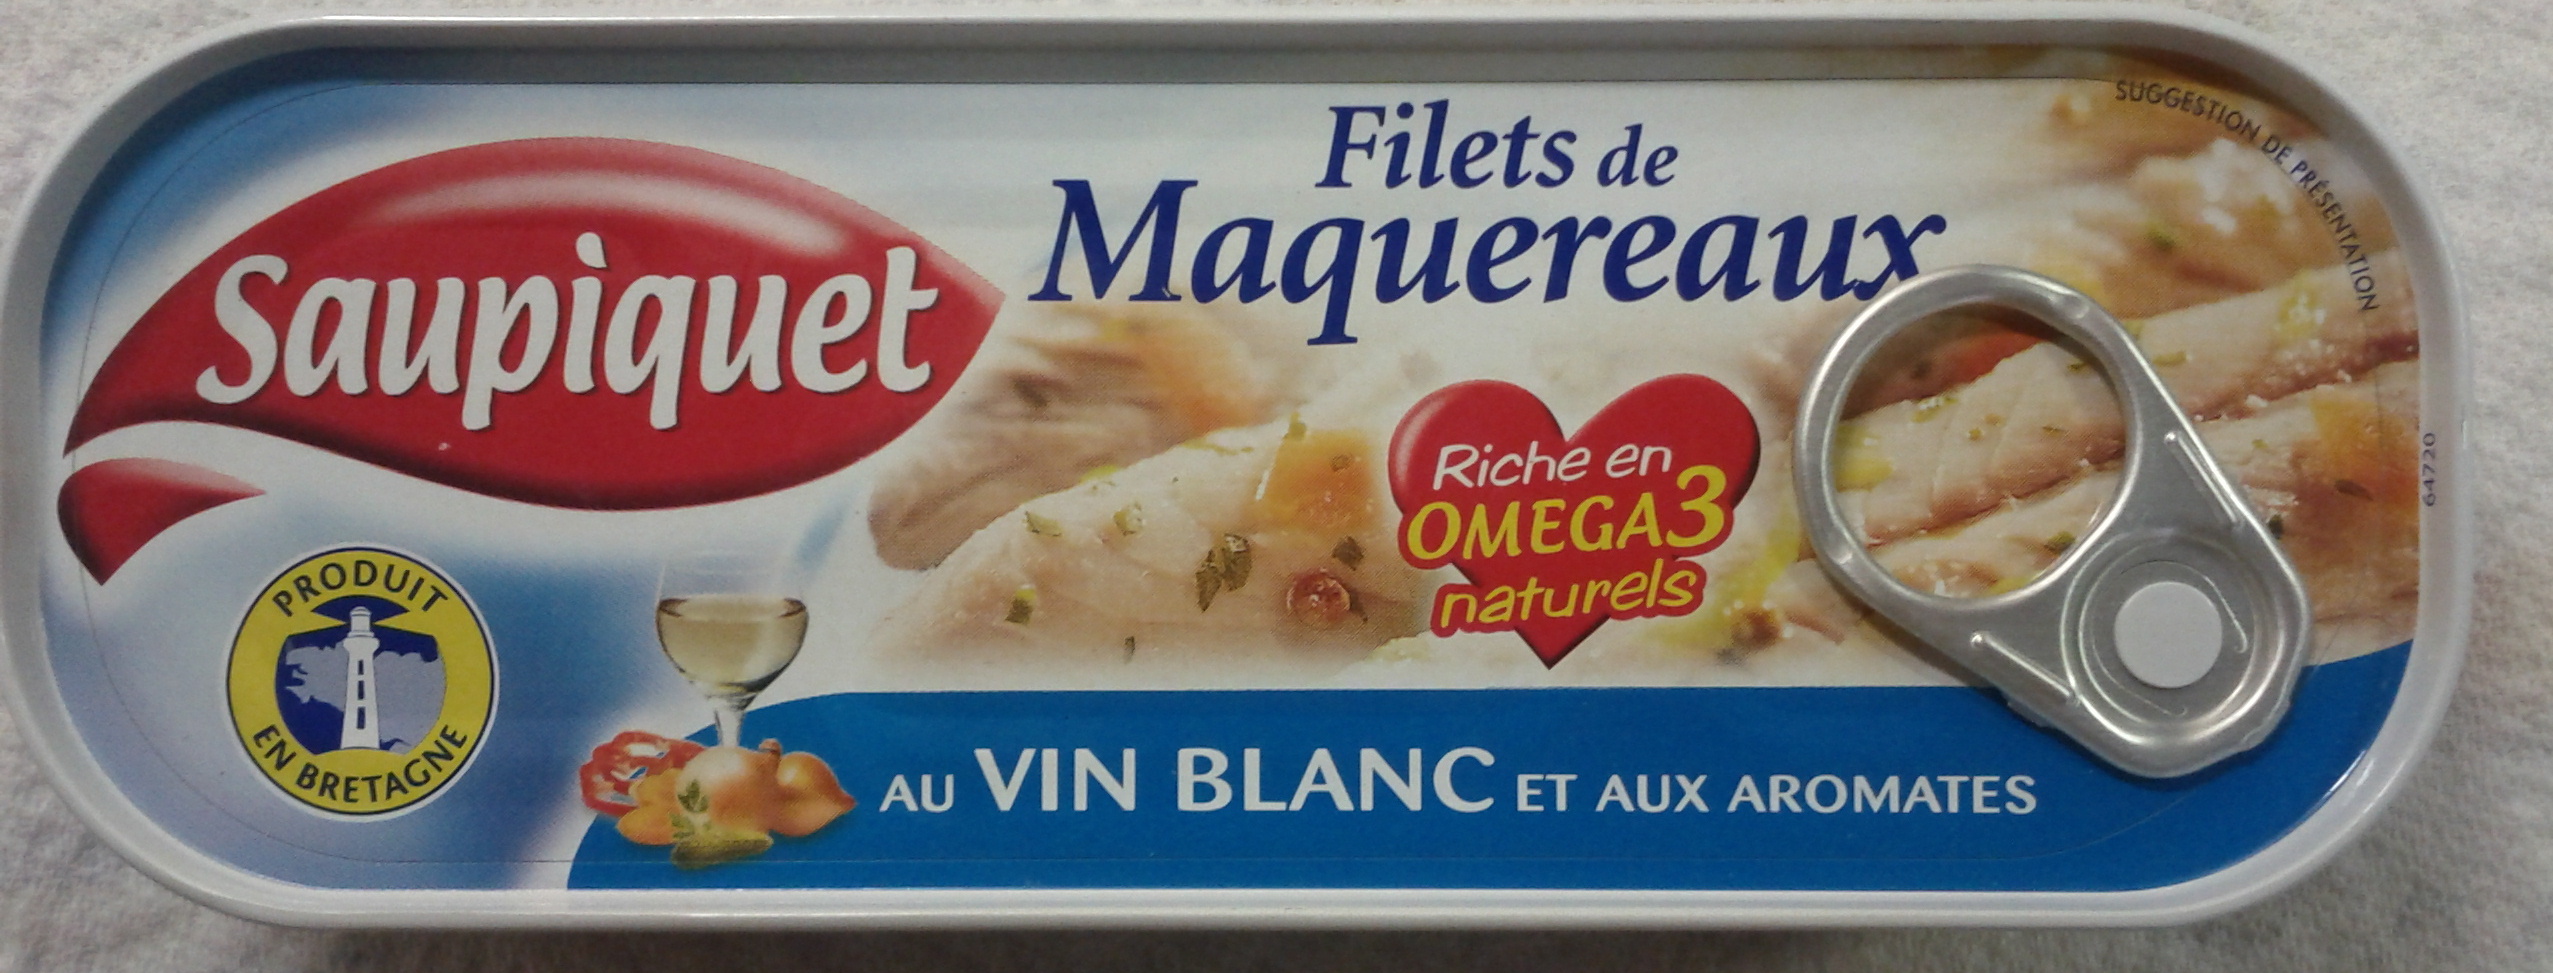 Saupiquet
Filets de
Maquereaux
SUGGESTION DE PRÉSENTATION
Riche en
OMEGA3
naturels
64720
PRODUIT
EN BRETAGNE
AU VIN BLANC ET AUX AROMATES